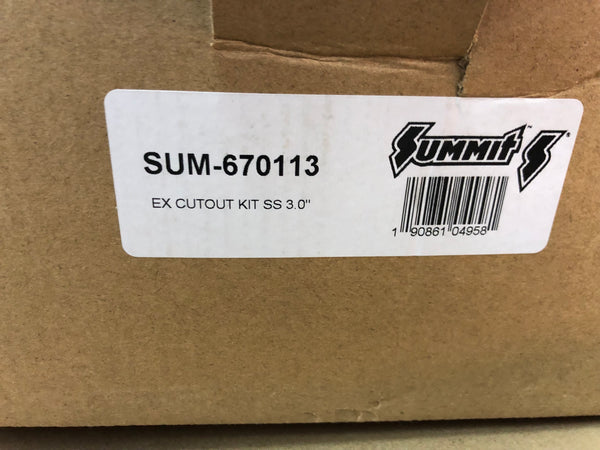 SUMMIT S
SUM-670113
EX CUTOUT KIT SS 3.0"
1 90861 04958